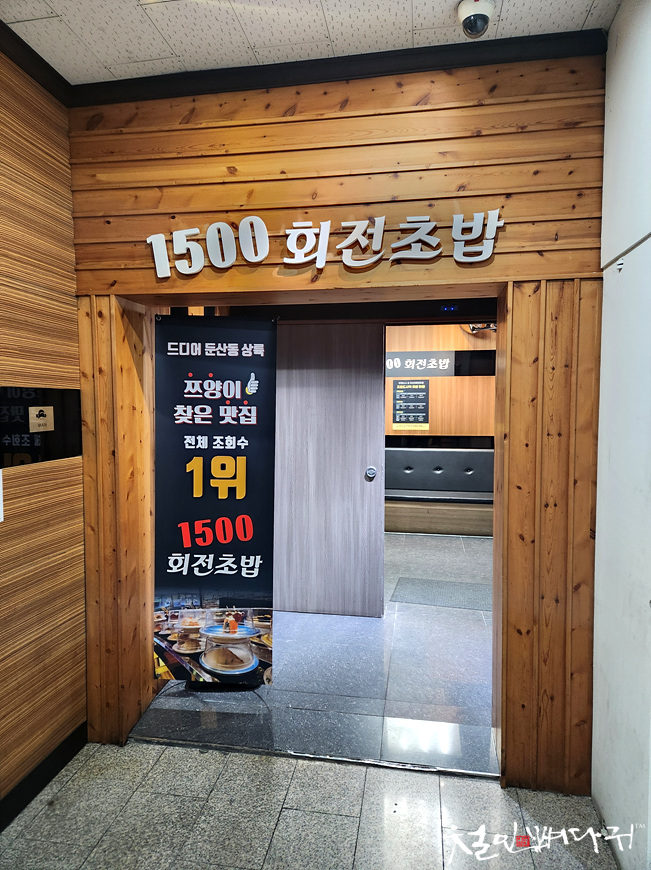 1500 회전초밥
드디어 둔산동 상륙
쯔양이
찾은 맛집
전체 조회수
1위
1500
회전초밥
00 회전초밥